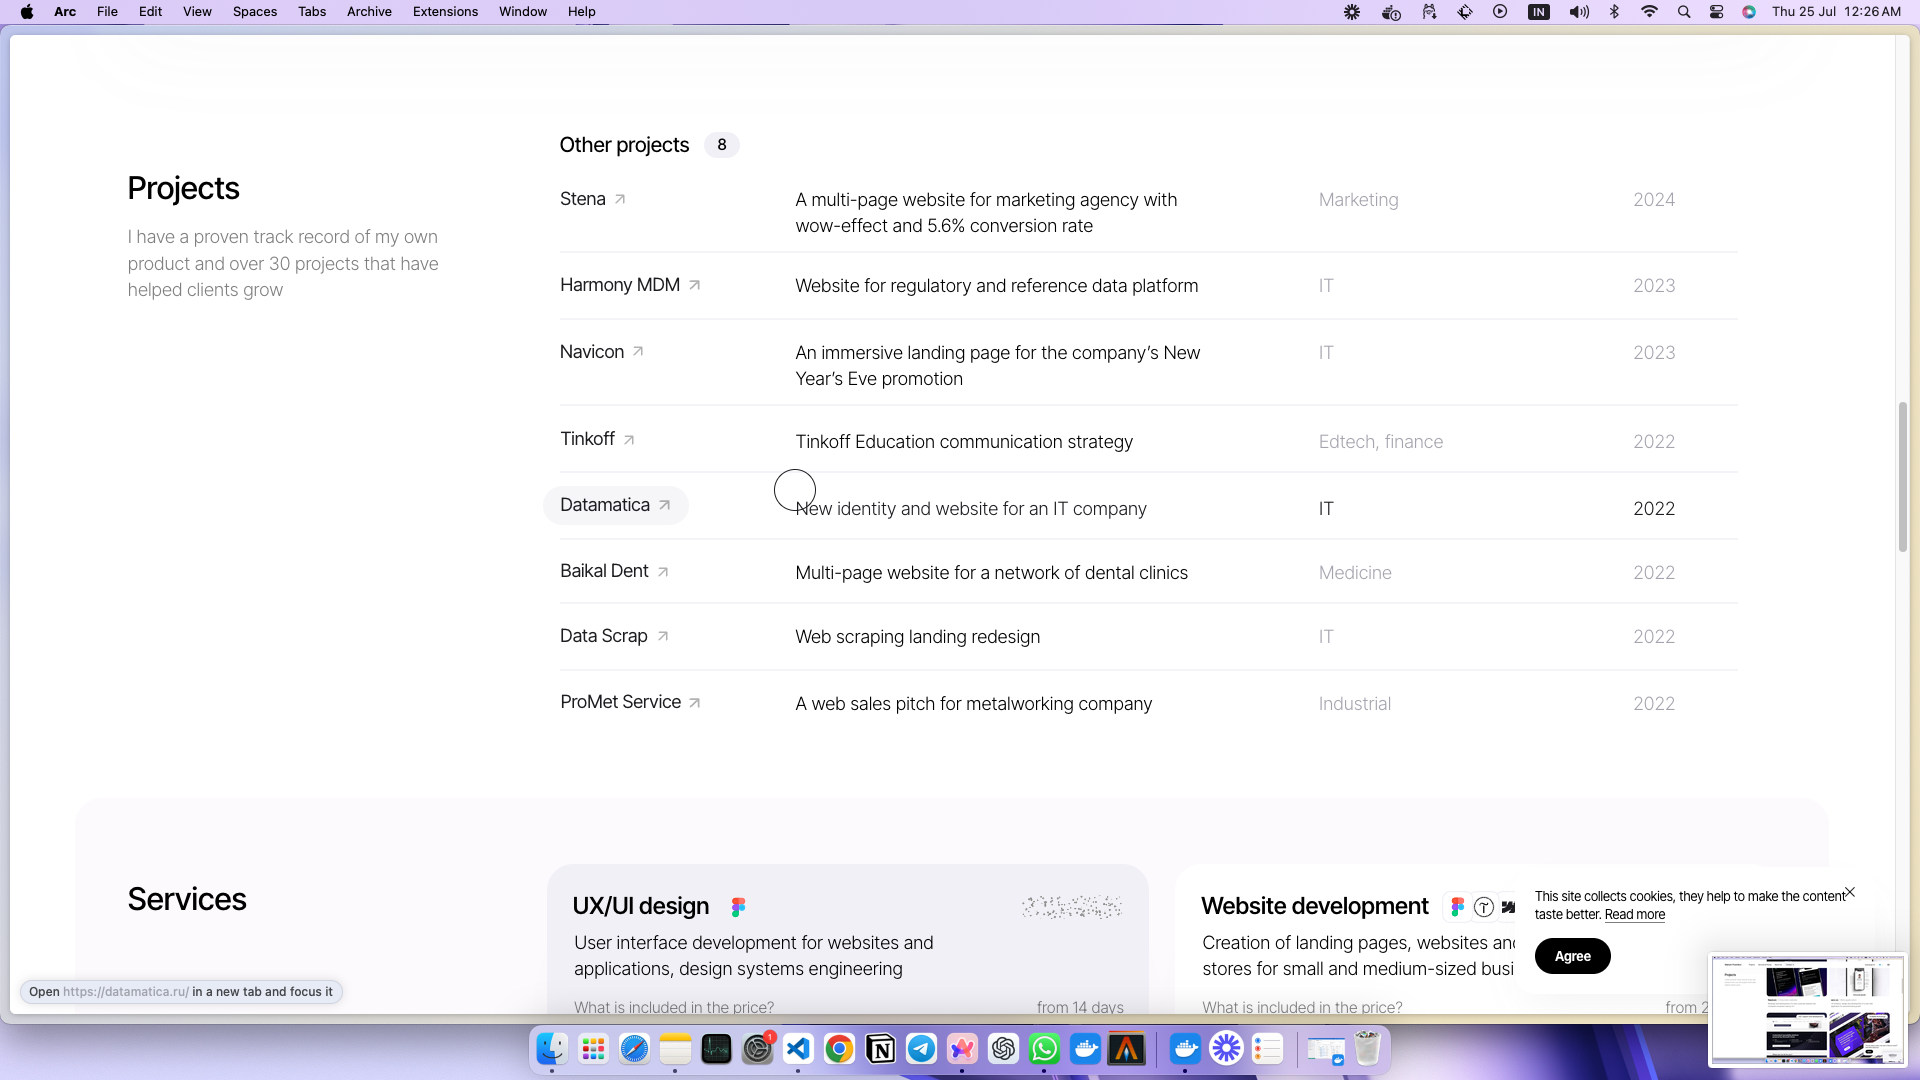 Arc File Edit View Spaces Tabs Archive Extensions Window Help
IN
Thu 25 Jul 12:26 AM
Projects
I have a proven track record of my own
product and over 30 projects that have
helped clients grow
Other projects 8
Stena
A multi-page website for marketing agency with
wow-effect and 5.6% conversion rate
Marketing
2024
Harmony MDM
Website for regulatory and reference data platform
IT
2023
Navicon
An immersive landing page for the company’s New
Year’s Eve promotion
IT
2023
Tinkoff
Tinkoff Education communication strategy
Edtech, finance
2022
Datamatica
New identity and website for an IT company
IT
2022
Baikal Dent
Multi-page website for a network of dental clinics
Medicine
2022
Data Scrap
Web scraping landing redesign
IT
2022
ProMet Service
A web sales pitch for metalworking company
Industrial
2022
Services
UX/UI design
User interface development for websites and
applications, design systems engineering
What is included in the price?
from 14 days
Website development
Creation of landing pages, websites and
stores for small and medium-sized busi
What is included in the price?
from 2
This site collects cookies, they help to make the content
taste better. Read more
Agree
Open https://datamatica.ru/ in a new tab and focus it
1